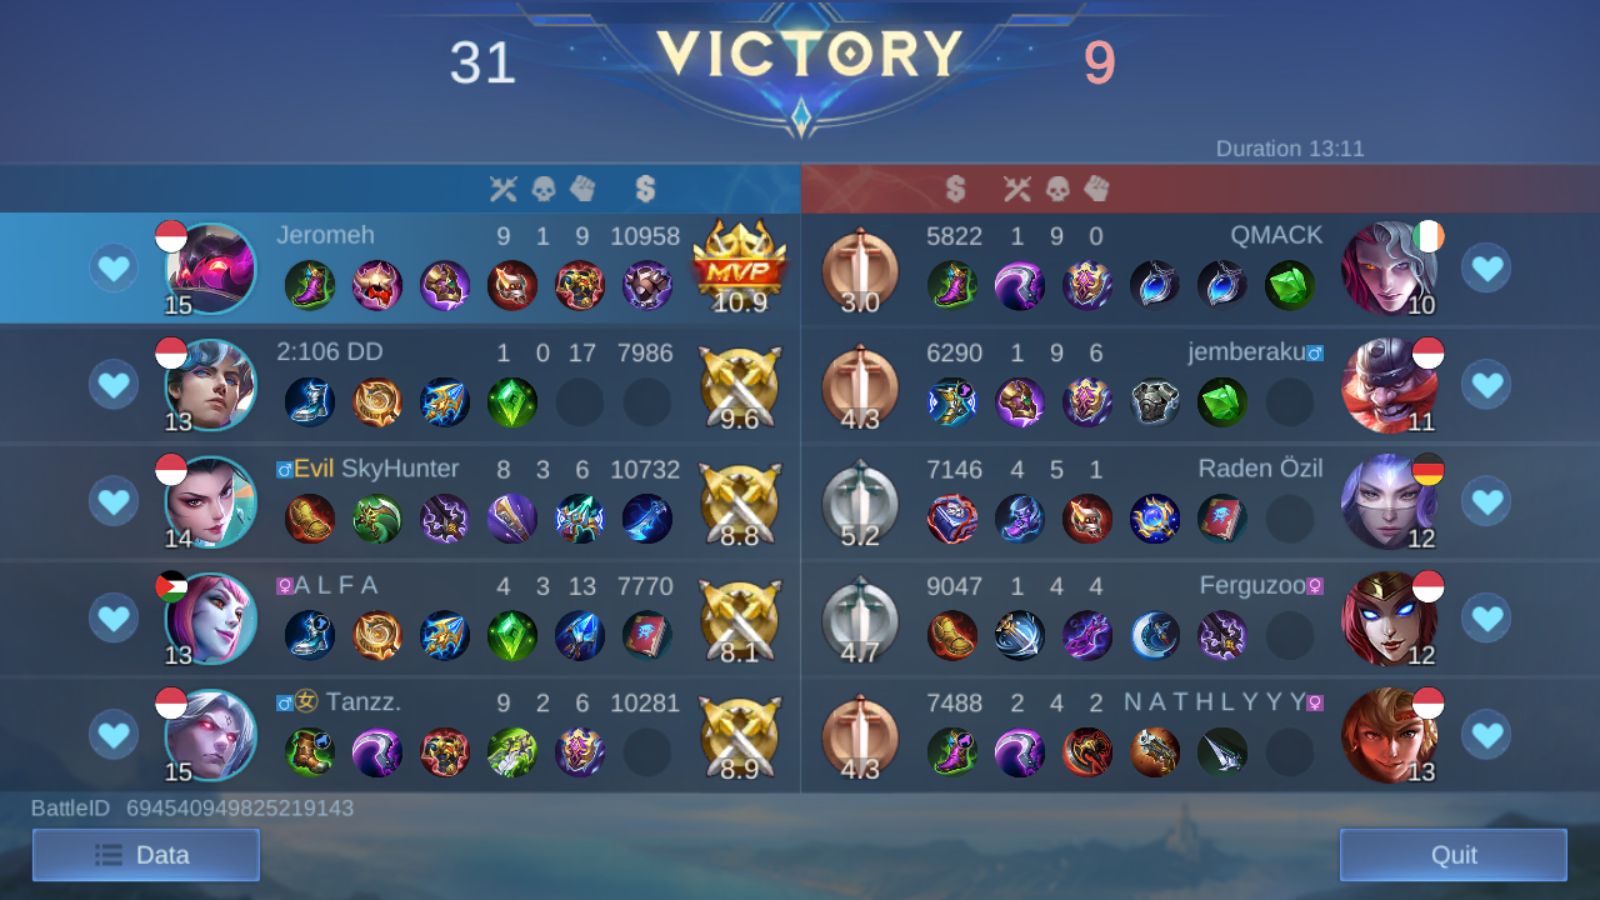 31 VICTORY 9
Duration 13:11
Jeromeh 9 1 9 10958
15 MVP 10.9
5822 1 9 0 QMACK
3.0 10
2:106 DD 1 0 17 7986
13 9.6
6290 1 9 6 jemberaku♂
4.3 11
♂Evil SkyHunter 8 3 6 10732
14 8.8
7146 4 5 1 Raden Özil
5.2 12
♀A L F A 4 3 13 7770
13 8.1
9047 1 4 4 Ferguzoo♀
4.7 12
♂女 Tanzz. 9 2 6 10281
15 8.9
7488 2 4 2 N A T H L Y Y Y♀
4.3 13
BattleID 694540949825219143
Data
Quit